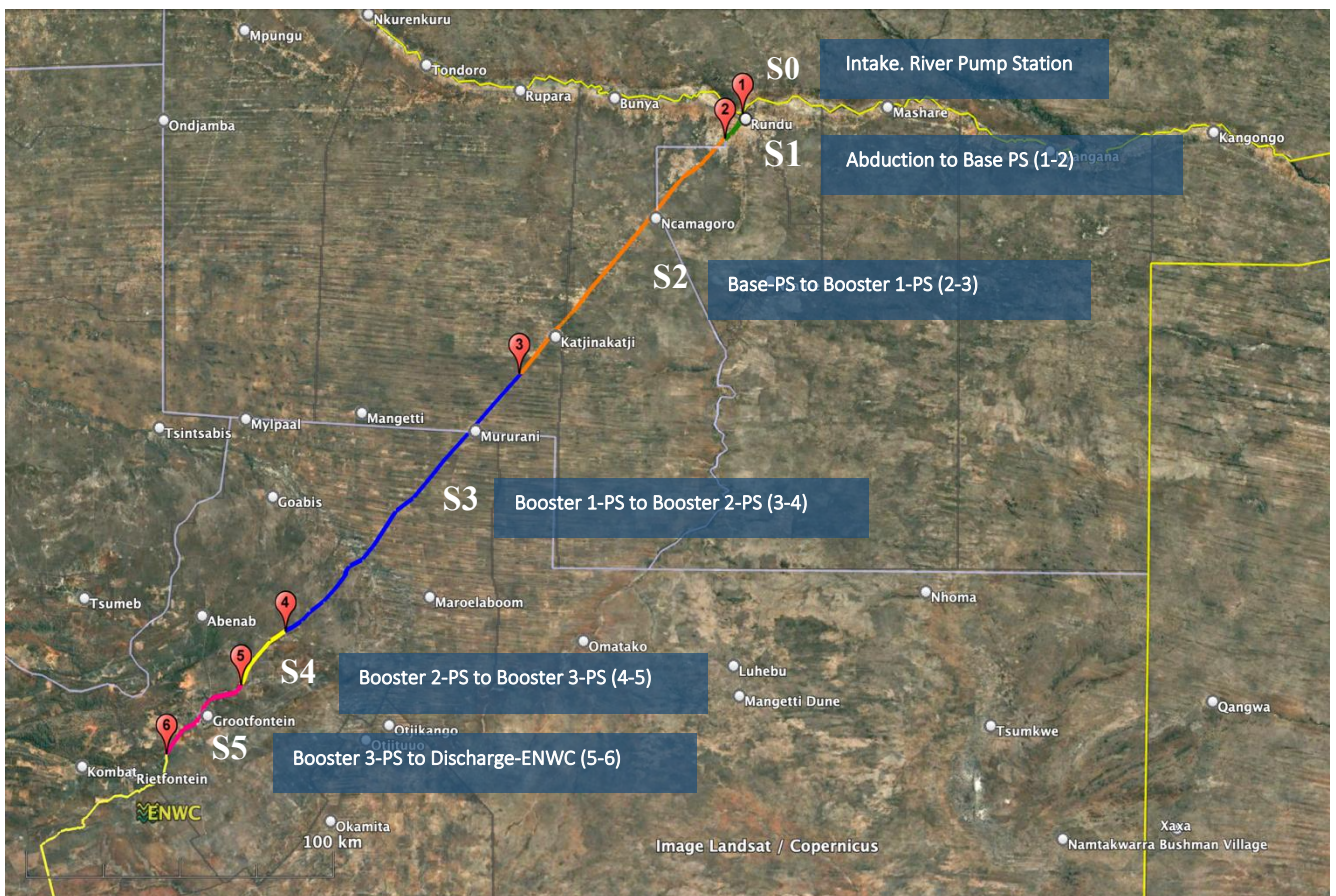 Nkurenkuru
Mpungu
Tondoro
Rupara
Bunya
1
S0
Intake. River Pump Station
2
Rundu
Mashare
Kangongo
Ondjamba
S1
Abduction to Base PS (1-2)
Ncamagoro
S2
Base-PS to Booster 1-PS (2-3)
3
Katjinakatji
Tsintsabis
Mylpaal
Mangetti
Mururani
Goabis
S3
Booster 1-PS to Booster 2-PS (3-4)
Tsumeb
Abenab
4
Maroelaboom
Nhoma
Omatako
5
S4
Booster 2-PS to Booster 3-PS (4-5)
Luhebu
Mangetti Dune
Qangwa
6
Grootfontein
S5
Otjikango
Otjituuo
Tsumkwe
Booster 3-PS to Discharge-ENWC (5-6)
Kombat
Rietfontein
ENWC
Okamita
100 km
Image Landsat / Copernicus
Xaxa
Namtakwarra Bushman Village